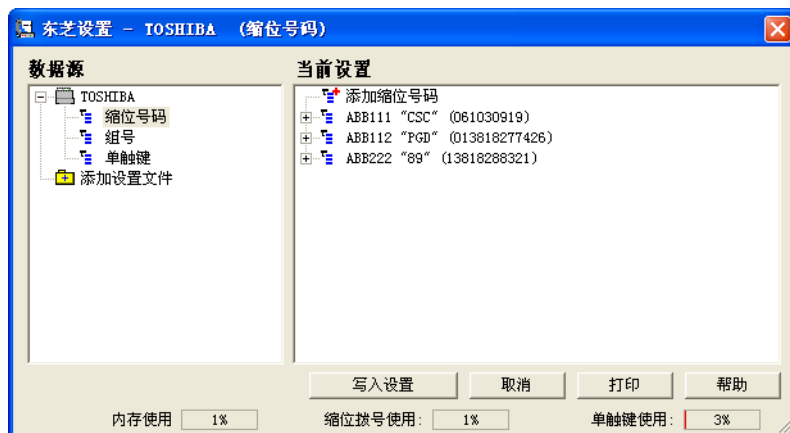 东芝设置 - TOSHIBA (缩位号码)
数据源
当前设置
TOSHIBA
缩位号码
组号
单触键
添加设置文件
添加缩位号码
ABB111 "CSC" (061030919)
ABB112 "PGD" (013818277426)
ABB222 "89" (13818288321)
写入设置
取消
打印
帮助
内存使用 1%
缩位拨号使用: 1%
单触键使用: 3%